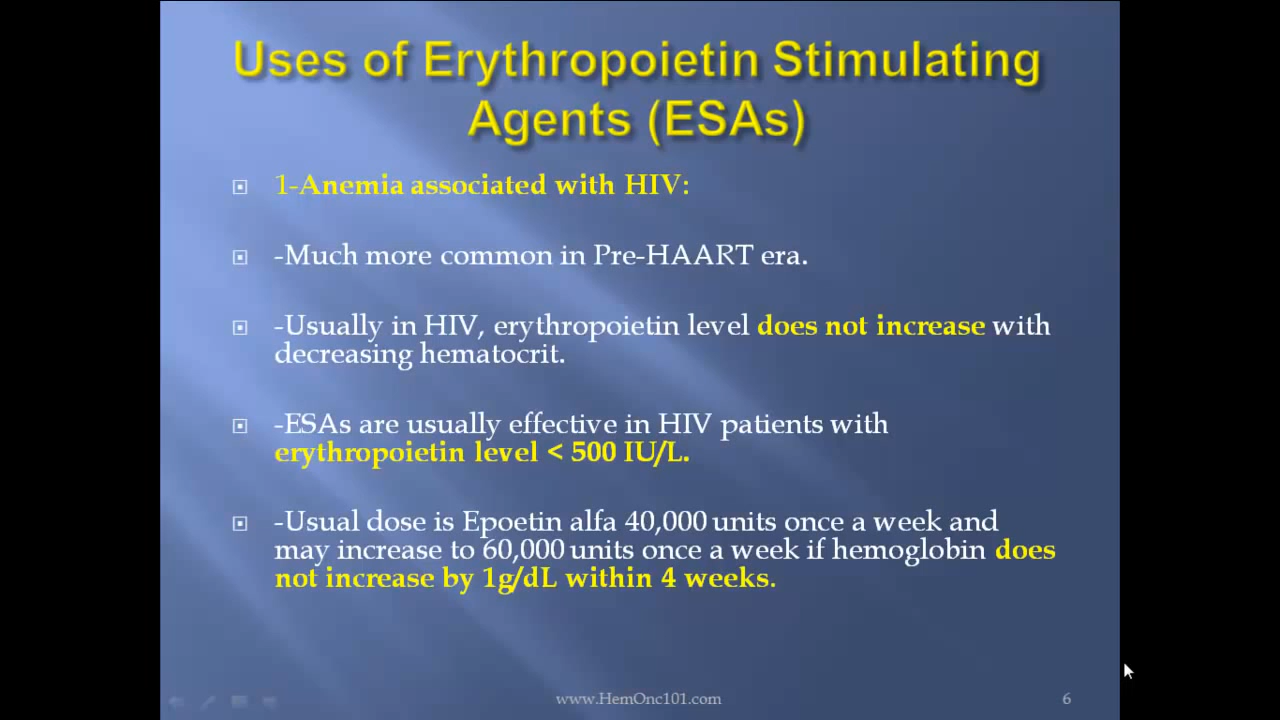 Uses of Erythropoietin Stimulating
Agents (ESAs)
1-Anemia associated with HIV:
-Much more common in Pre-HAART era.
-Usually in HIV, erythropoietin level does not increase with
decreasing hematocrit.
-ESAs are usually effective in HIV patients with
erythropoietin level < 500 IU/L.
-Usual dose is Epoetin alfa 40,000 units once a week and
may increase to 60,000 units once a week if hemoglobin does
not increase by 1g/dL within 4 weeks.
www.HemOnc101.com
6